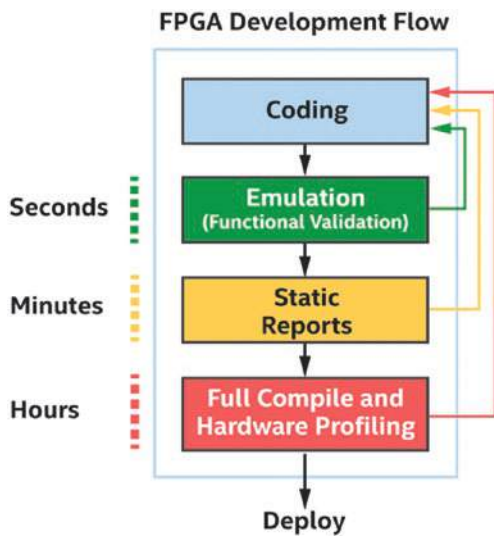 FPGA Development Flow
Coding
Seconds
Emulation
(Functional Validation)
Minutes
Static
Reports
Hours
Full Compile and
Hardware Profiling
Deploy